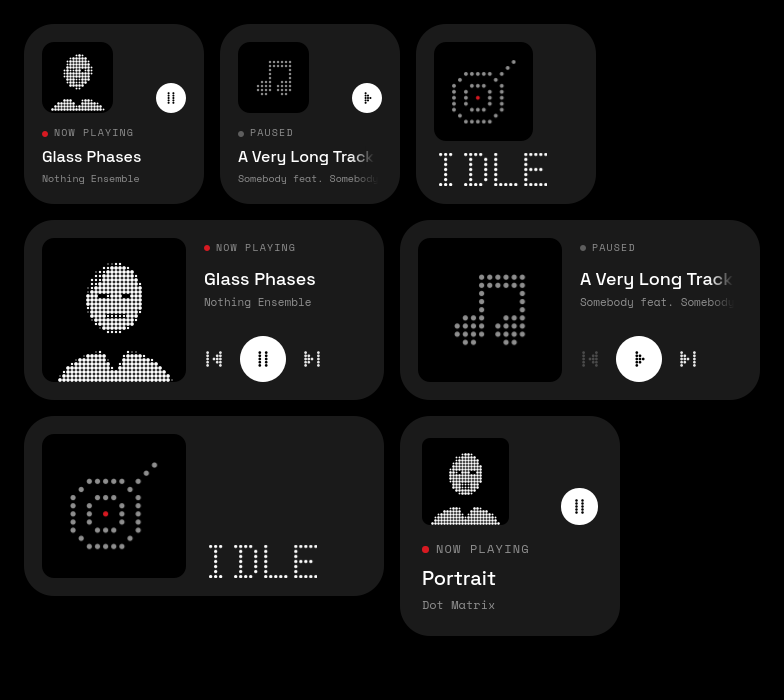 NOW PLAYING
Glass Phases
Nothing Ensemble
PAUSED
A Very Long Track
Somebody feat. Somebody
IDLE
NOW PLAYING
Glass Phases
Nothing Ensemble
PAUSED
A Very Long Track
Somebody feat. Somebody
IDLE
NOW PLAYING
Portrait
Dot Matrix